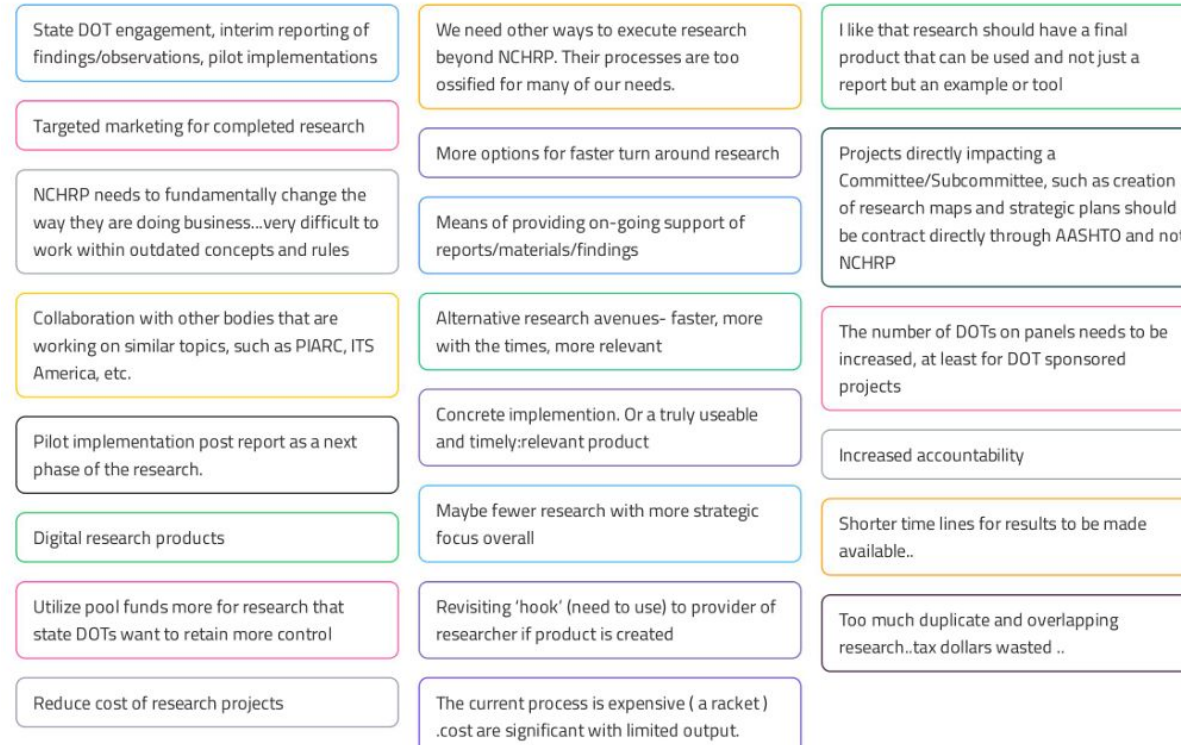 State DOT engagement, interim reporting of
findings/observations, pilot implementations
Targeted marketing for completed research
NCHRP needs to fundamentally change the
way they are doing business...very difficult to
work within outdated concepts and rules
Collaboration with other bodies that are
working on similar topics, such as PIARC, ITS
America, etc.
Pilot implementation post report as a next
phase of the research.
Digital research products
Utilize pool funds more for research that
state DOTs want to retain more control
Reduce cost of research projects
We need other ways to execute research
beyond NCHRP. Their processes are too
ossified for many of our needs.
More options for faster turn around research
Means of providing on-going support of
reports/materials/findings
Alternative research avenues- faster, more
with the times, more relevant
Concrete implemention. Or a truly useable
and timely:relevant product
Maybe fewer research with more strategic
focus overall
Revisiting ‘hook’ (need to use) to provider of
researcher if product is created
The current process is expensive ( a racket )
.cost are significant with limited output.
I like that research should have a final
product that can be used and not just a
report but an example or tool
Projects directly impacting a
Committee/Subcommittee, such as creation
of research maps and strategic plans should
be contract directly through AASHTO and not
NCHRP
The number of DOTs on panels needs to be
increased, at least for DOT sponsored
projects
Increased accountability
Shorter time lines for results to be made
available..
Too much duplicate and overlapping
research..tax dollars wasted ..